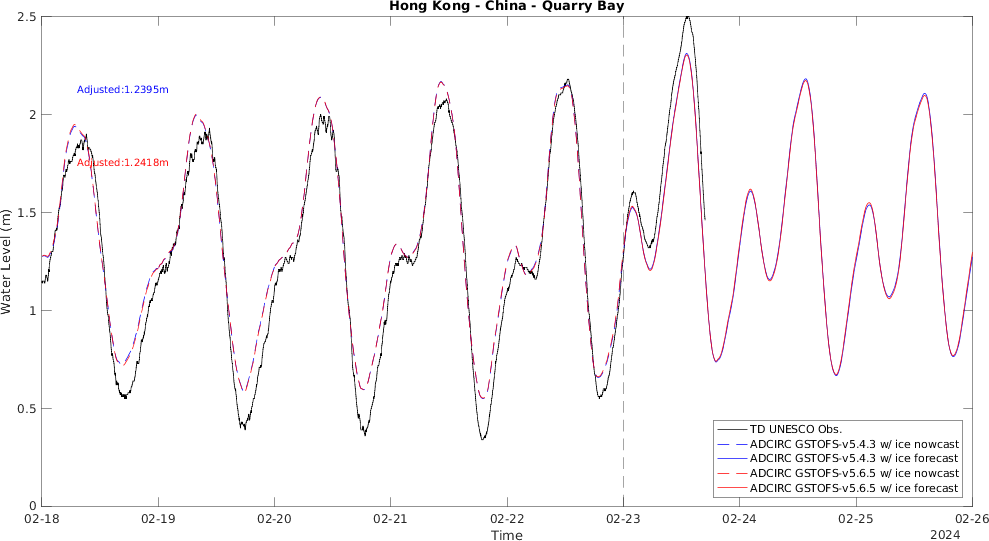 Hong Kong - China - Quarry Bay
2.5
2
1.5
1
0.5
0
Water Level (m)
Adjusted:1.2395m
Adjusted:1.2418m
TD UNESCO Obs.
ADCIRC GSTOFS-v5.4.3 w/ ice nowcast
ADCIRC GSTOFS-v5.4.3 w/ ice forecast
ADCIRC GSTOFS-v5.6.5 w/ ice nowcast
ADCIRC GSTOFS-v5.6.5 w/ ice forecast
02-18 02-19 02-20 02-21 02-22 02-23 02-24 02-25 02-26
Time
2024